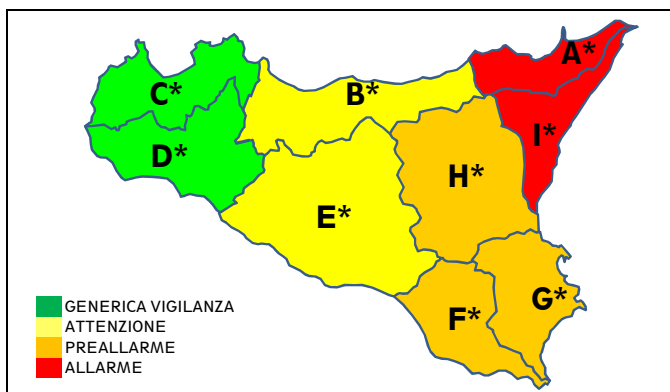 A*
C*
B*
I*
D*
H*
E*
G*
F*
GENERICA VIGILANZA
ATTENZIONE
PREALLARME
ALLARME